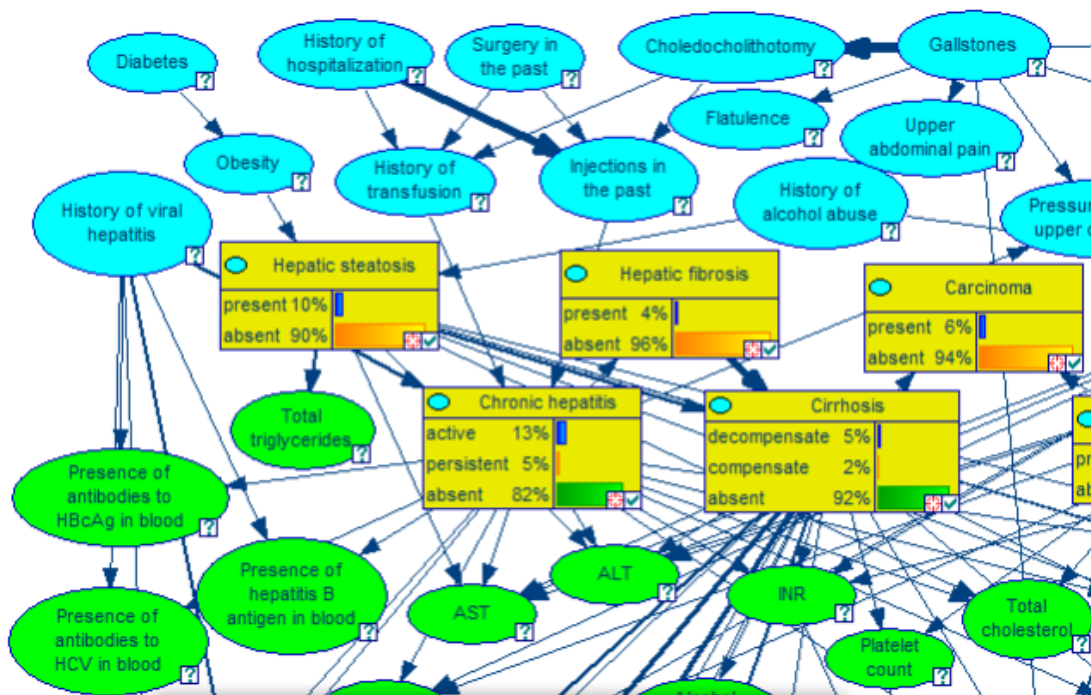 Diabetes
?
History of
hospitalization
?
Surgery in
the past
?
Choledocholithotomy
?
Gallstones
?
Flatulence
?
Upper
abdominal pain
?
Obesity
?
History of
transfusion
?
Injections in
the past
?
History of
alcohol abuse
?
History of viral
hepatitis
?
Hepatic steatosis
present 10%
absent 90%
Hepatic fibrosis
present 4%
absent 96%
Carcinoma
present 6%
absent 94%
Total
triglycerides
?
Chronic hepatitis
active 13%
persistent 5%
absent 82%
Cirrhosis
decompensate 5%
compensate 2%
absent 92%
Presence of
antibodies to
HBcAg in blood
?
Presence of
hepatitis B
antigen in blood
?
Presence of
antibodies to
HCV in blood
?
AST
?
ALT
?
INR
?
Platelet
count
?
Total
cholesterol
?